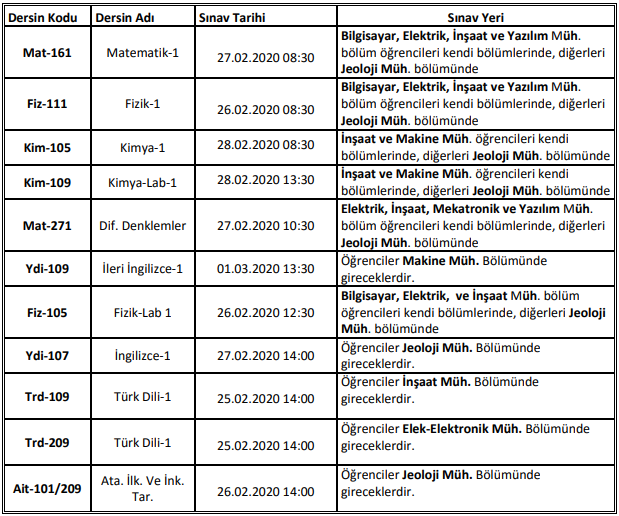 Dersin Kodu Dersin Adı Sınav Tarihi Sınav Yeri
Mat-161 Matematik-1 27.02.2020 08:30 Bilgisayar, Elektrik, İnşaat ve Yazılım Müh.
bölüm öğrencileri kendi bölümlerinde, diğerleri
Jeoloji Müh. bölümünde
Fiz-111 Fizik-1 26.02.2020 08:30 Bilgisayar, Elektrik, İnşaat ve Yazılım Müh.
bölüm öğrencileri kendi bölümlerinde, diğerleri
Jeoloji Müh. bölümünde
Kim-105 Kimya-1 28.02.2020 08:30 İnşaat ve Makine Müh. öğrencileri kendi
bölümlerinde, diğerleri Jeoloji Müh. bölümünde
Kim-109 Kimya-Lab-1 28.02.2020 13:30 İnşaat ve Makine Müh. öğrencileri kendi
bölümlerinde, diğerleri Jeoloji Müh. bölümünde
Mat-271 Dif. Denklemler 27.02.2020 10:30 Elektrik, İnşaat, Mekatronik ve Yazılım Müh.
bölüm öğrencileri kendi bölümlerinde, diğerleri
Jeoloji Müh. bölümünde
Ydi-109 İleri İngilizce-1 01.03.2020 13:30 Öğrenciler Makine Müh. Bölümünde
gireceklerdir.
Fiz-105 Fizik-Lab 1 26.02.2020 12:30 Bilgisayar, Elektrik, ve İnşaat Müh. bölüm
öğrencileri kendi bölümlerinde, diğerleri Jeoloji
Müh. bölümünde
Ydi-107 İngilizce-1 27.02.2020 14:00 Öğrenciler Jeoloji Müh. Bölümünde
gireceklerdir.
Trd-109 Türk Dili-1 25.02.2020 14:00 Öğrenciler İnşaat Müh. Bölümünde
gireceklerdir.
Trd-209 Türk Dili-1 25.02.2020 14:00 Öğrenciler Elek-Elektronik Müh. Bölümünde
gireceklerdir.
Ait-101/209 Ata. İlk. Ve İnk. 26.02.2020 14:00 Öğrenciler Jeoloji Müh. Bölümünde
Tar. gireceklerdir.